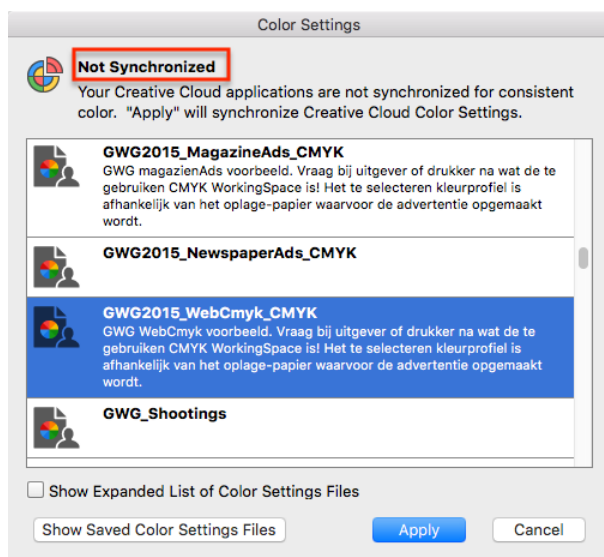 Color Settings
Not Synchronized
Your Creative Cloud applications are not synchronized for consistent
color. "Apply" will synchronize Creative Cloud Color Settings.
GWG2015_MagazineAds_CMYK
GWG magazienAds voorbeeld. Vraag bij uitgever of drukker na wat de te
gebruiken CMYK WorkingSpace is! Het te selecteren kleurprofiel is
afhankelijk van het oplage-papier waarvoor de advertentie opgemaakt
wordt.
GWG2015_NewspaperAds_CMYK
GWG2015_WebCmyk_CMYK
GWG WebCmyk voorbeeld. Vraag bij uitgever of drukker na wat de te
gebruiken CMYK WorkingSpace is! Het te selecteren kleurprofiel is
afhankelijk van het oplage-papier waarvoor de advertentie opgemaakt
wordt.
GWG_Shootings
Show Expanded List of Color Settings Files
Show Saved Color Settings Files
Apply
Cancel